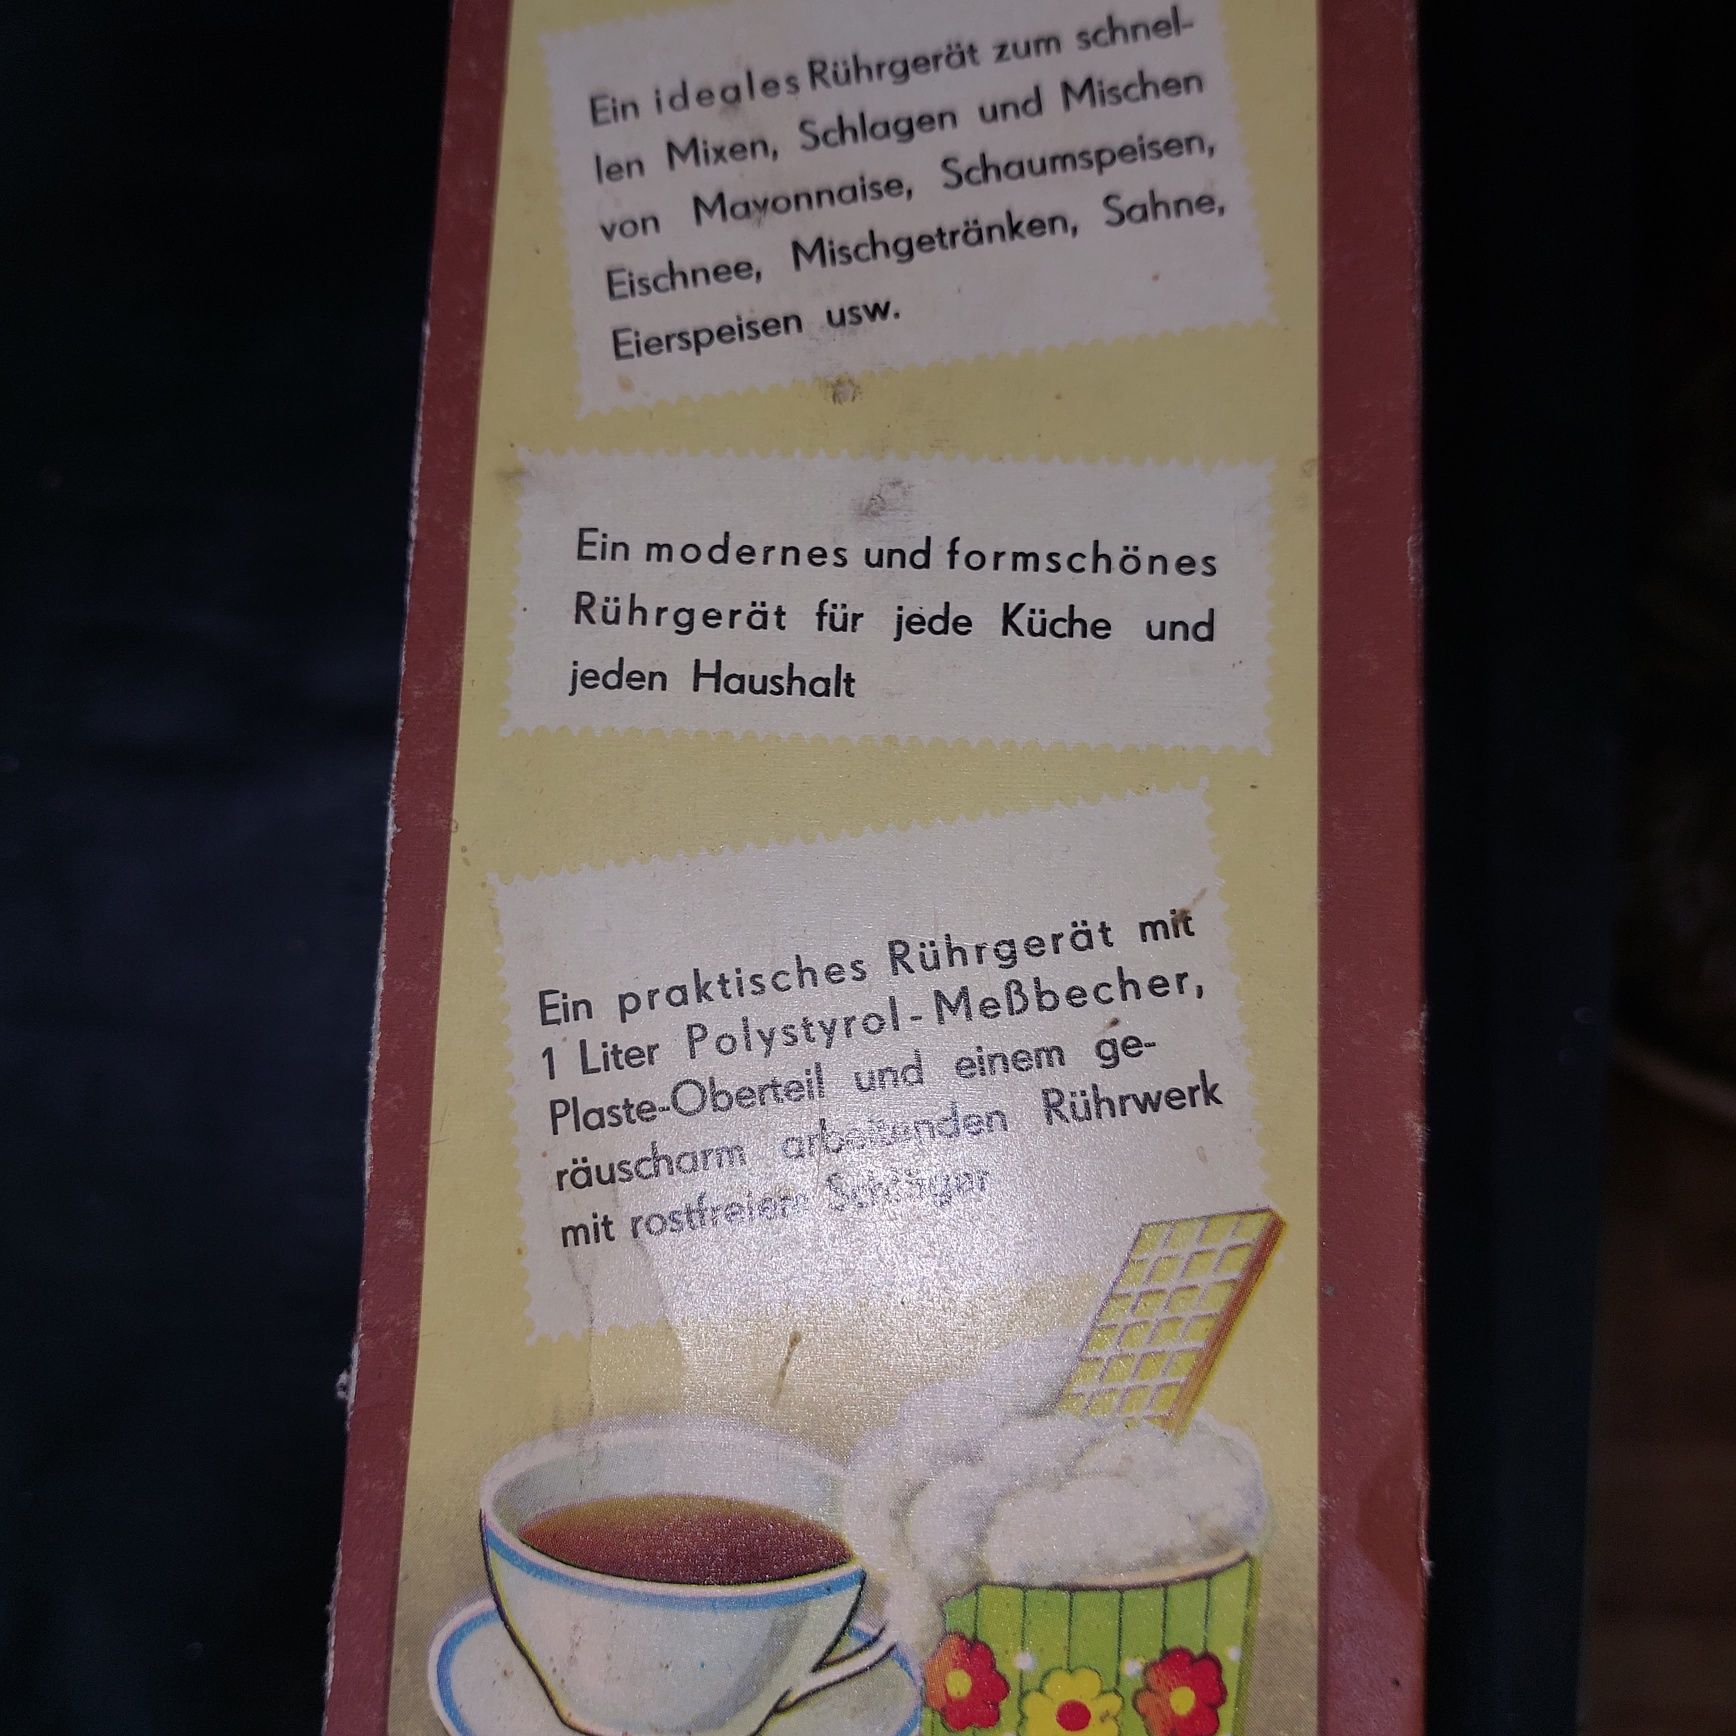 Ein ideales Rührgerät zum schnel-
len Mixen, Schlagen und Mischen
von Mayonnaise, Schaumspeisen,
Eischnee, Mischgetränken, Sahne,
Eierspeisen usw.
Ein modernes und formschönes
Rührgerät für jede Küche und
jeden Haushalt
Ein praktisches Rührgerät mit
1 Liter Polystyrol-Meßbecher,
Plaste-Oberteil und einem ge-
räuscharm arbeitenden Rührwerk
mit rostfreiem Schläger